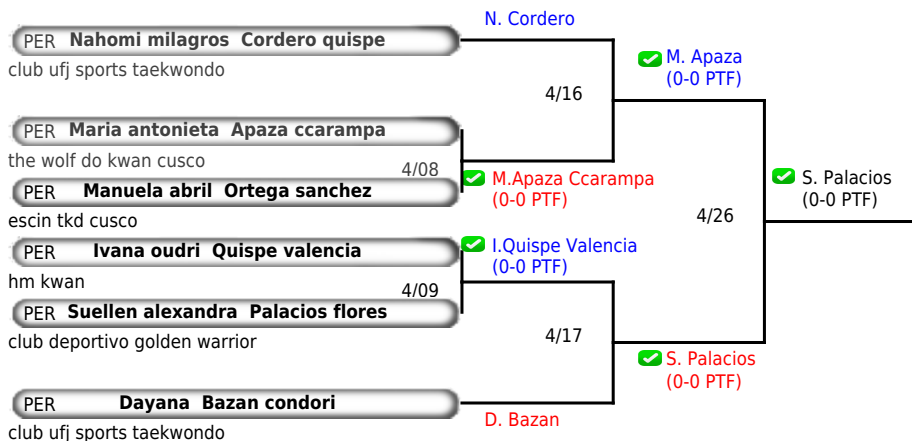 N. Cordero
PER Nahomi milagros Cordero quispe
club ufj sports taekwondo
M. Apaza
(0-0 PTF)
4/16
PER Maria antonieta Apaza ccarampa
the wolf do kwan cusco
4/08
M.Apaza Ccarampa
(0-0 PTF)
PER Manuela abril Ortega sanchez
escin tkd cusco
S. Palacios
(0-0 PTF)
4/26
PER Ivana oudri Quispe valencia
I.Quispe Valencia
(0-0 PTF)
hm kwan
4/09
PER Suellen alexandra Palacios flores
club deportivo golden warrior
4/17
S. Palacios
(0-0 PTF)
PER Dayana Bazan condori
D. Bazan
club ufj sports taekwondo